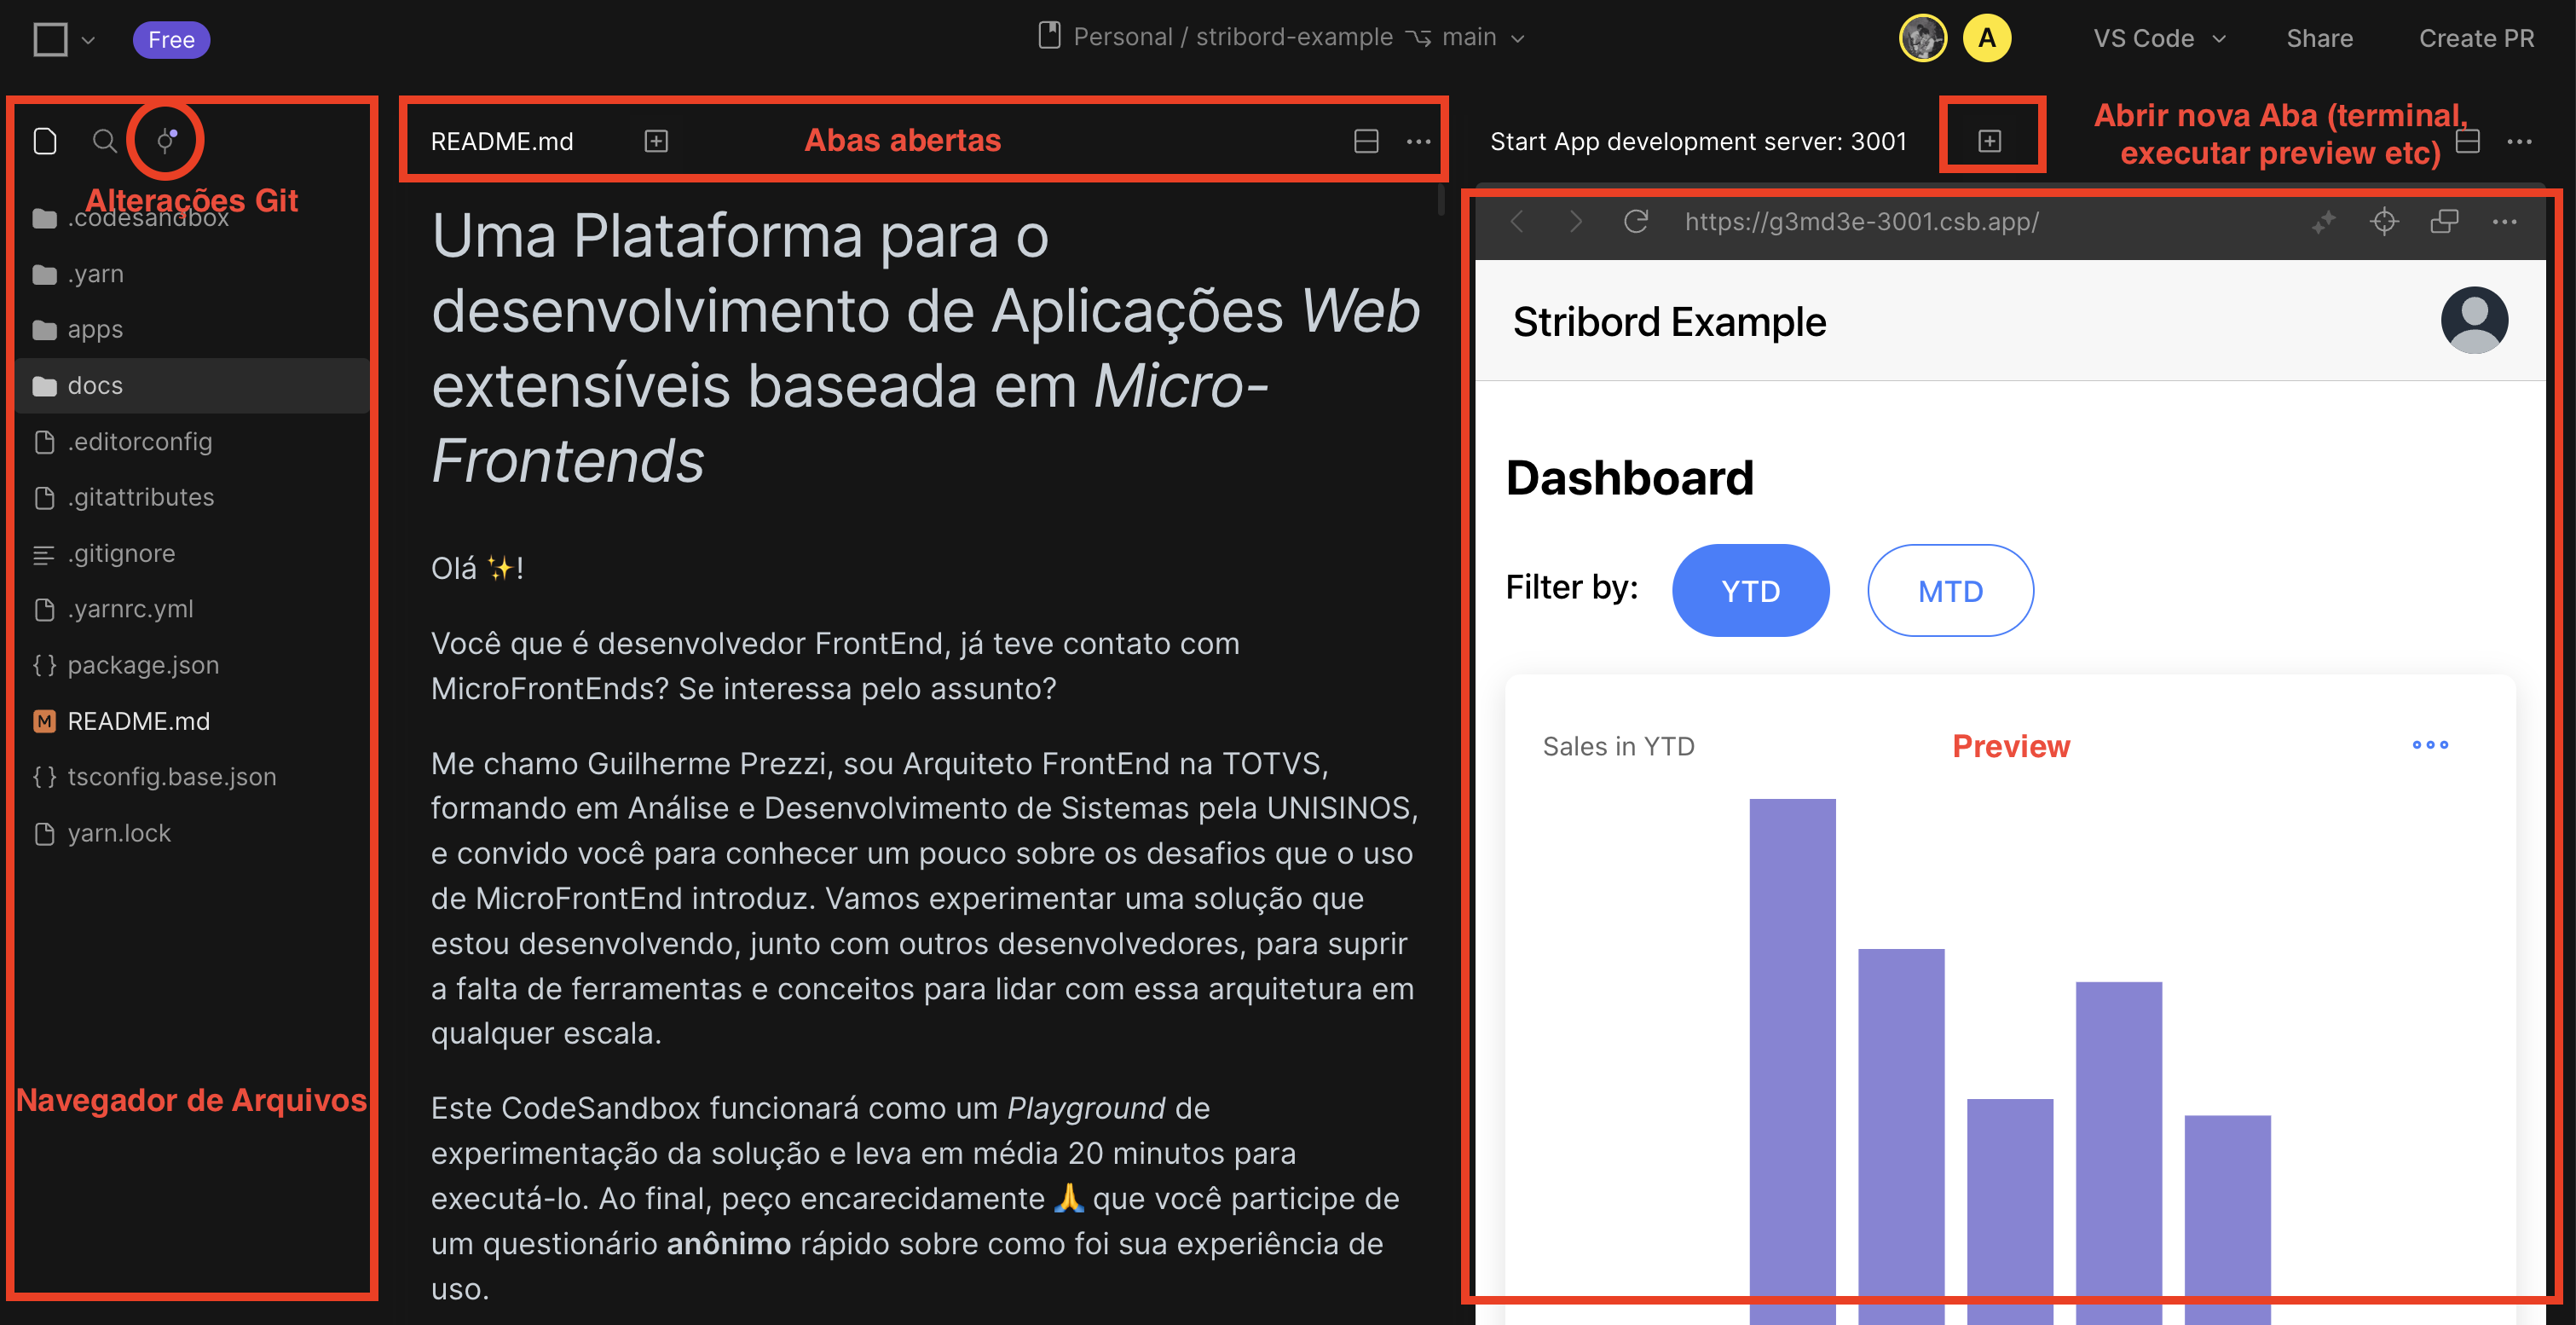 Free
Personal / stribord-example
main
A
VS Code
Share
Create PR
Alterações Git
.codesandbox
.yarn
apps
docs
.editorconfig
.gitattributes
.gitignore
.yarnrc.yml
{ } package.json
M README.md
{ } tsconfig.base.json
yarn.lock
Navegador de Arquivos
README.md
Abas abertas
Uma Plataforma para o
desenvolvimento de Aplicações Web
extensíveis baseada em Micro-
Frontends
Olá ✨!
Você que é desenvolvedor FrontEnd, já teve contato com
MicroFrontEnds? Se interessa pelo assunto?
Me chamo Guilherme Prezzi, sou Arquiteto FrontEnd na TOTVS,
formando em Análise e Desenvolvimento de Sistemas pela UNISINOS,
e convido você para conhecer um pouco sobre os desafios que o uso
de MicroFrontEnd introduz. Vamos experimentar uma solução que
estou desenvolvendo, junto com outros desenvolvedores, para suprir
a falta de ferramentas e conceitos para lidar com essa arquitetura em
qualquer escala.
Este CodeSandbox funcionará como um Playground de
experimentação da solução e leva em média 20 minutos para
executá-lo. Ao final, peço encarecidamente 🙏 que você participe de
um questionário anônimo rápido sobre como foi sua experiência de
uso.
Start App development server: 3001
Abrir nova Aba (terminal,
executar preview etc)
https://g3md3e-3001.csb.app/
Stribord Example
Dashboard
Filter by:
YTD
MTD
Sales in YTD
Preview